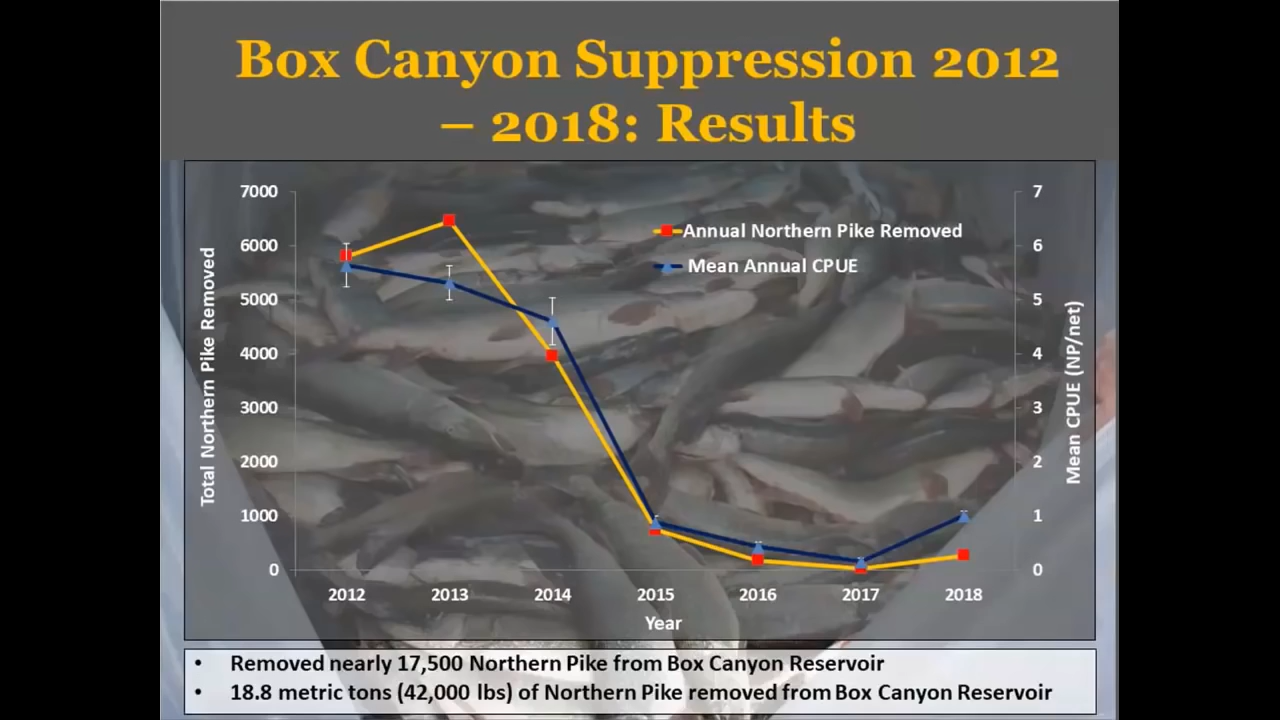 Box Canyon Suppression 2012
– 2018: Results
7000
6000
5000
4000
3000
2000
1000
0
Total Northern Pike Removed
Annual Northern Pike Removed
Mean Annual CPUE
7
6
5
4
3
2
1
0
Mean CPUE (NP/net)
2012 2013 2014 2015 2016 2017 2018
Year
• Removed nearly 17,500 Northern Pike from Box Canyon Reservoir
• 18.8 metric tons (42,000 lbs) of Northern Pike removed from Box Canyon Reservoir